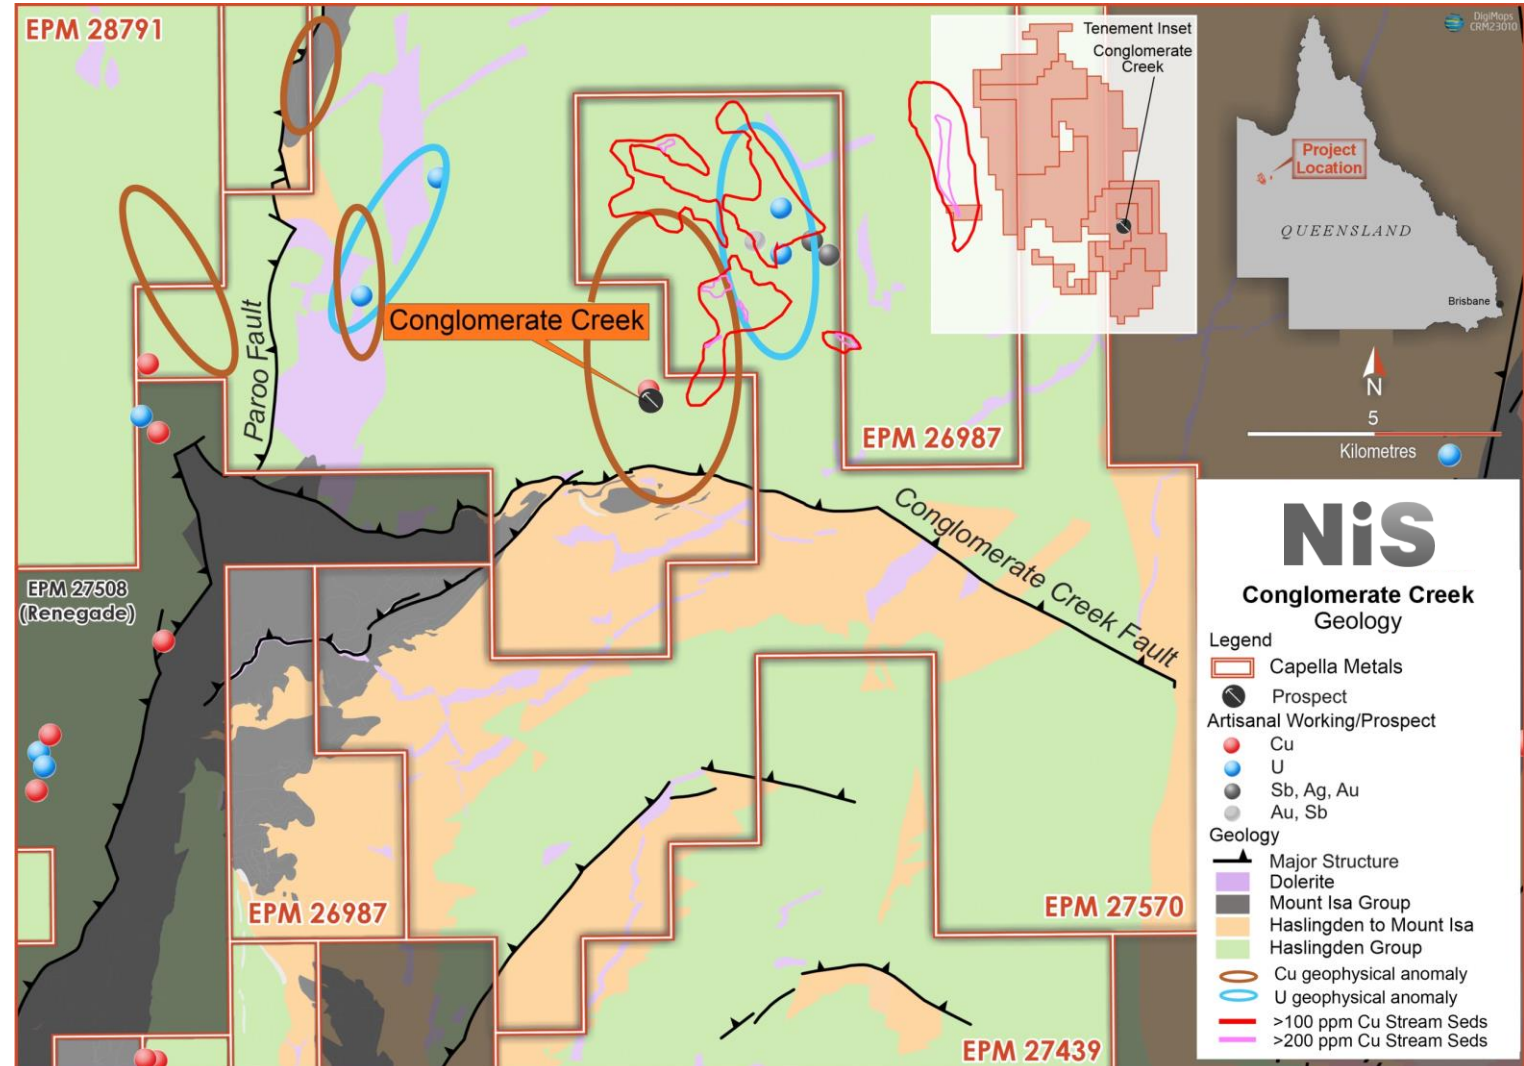 EPM 28791
DigiMaps
CRM23010
Tenement Inset
Conglomerate
Creek
Project
Location
QUEENSLAND
Brisbane
Paroo Fault
Conglomerate Creek
EPM 26987
N
5
Kilometres
Conglomerate Creek Fault
EPM 27508
(Renegade)
EPM 26987
EPM 27570
EPM 27439
NiS
Conglomerate Creek
Geology
Legend
Capella Metals
Prospect
Artisanal Working/Prospect
Cu
U
Sb, Ag, Au
Au, Sb
Geology
Major Structure
Dolerite
Mount Isa Group
Haslingden to Mount Isa
Haslingden Group
Cu geophysical anomaly
U geophysical anomaly
>100 ppm Cu Stream Seds
>200 ppm Cu Stream Seds